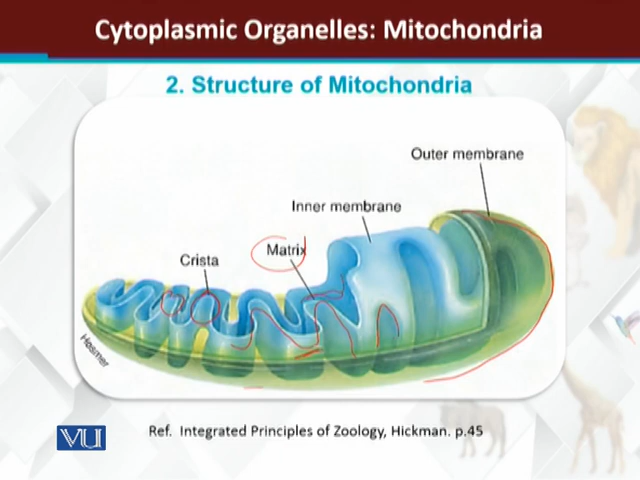 Cytoplasmic Organelles: Mitochondria
2. Structure of Mitochondria
Outer membrane
Inner membrane
Matrix
Crista
Hosmer
VU
Ref. Integrated Principles of Zoology, Hickman. p.45